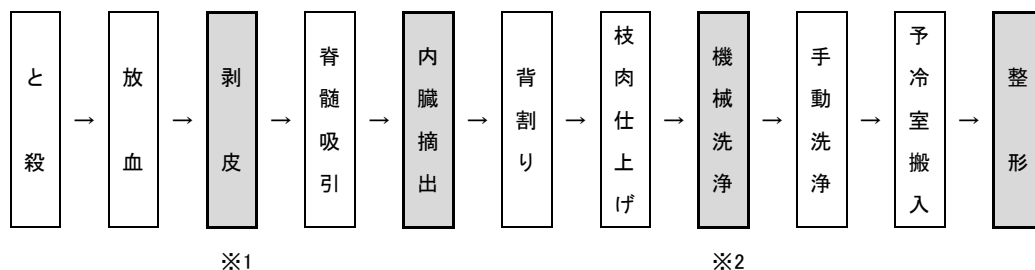 と殺
→
放血
→
剥皮
→
脊髄吸引
→
内臓摘出
→
背割り
→
枝肉仕上げ
→
機械洗浄
→
手動洗浄
→
予冷室搬入
→
整形
※1
※2